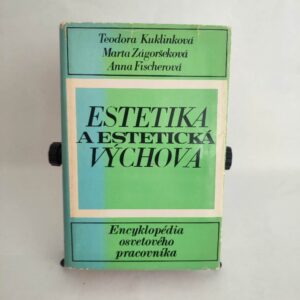 Teodora Kuklinková
Marta Zágoršeková
Anna Fischerová
ESTETIKA
A ESTETICKÁ
VÝCHOVA
Encyklopédia
osvetového
pracovníka